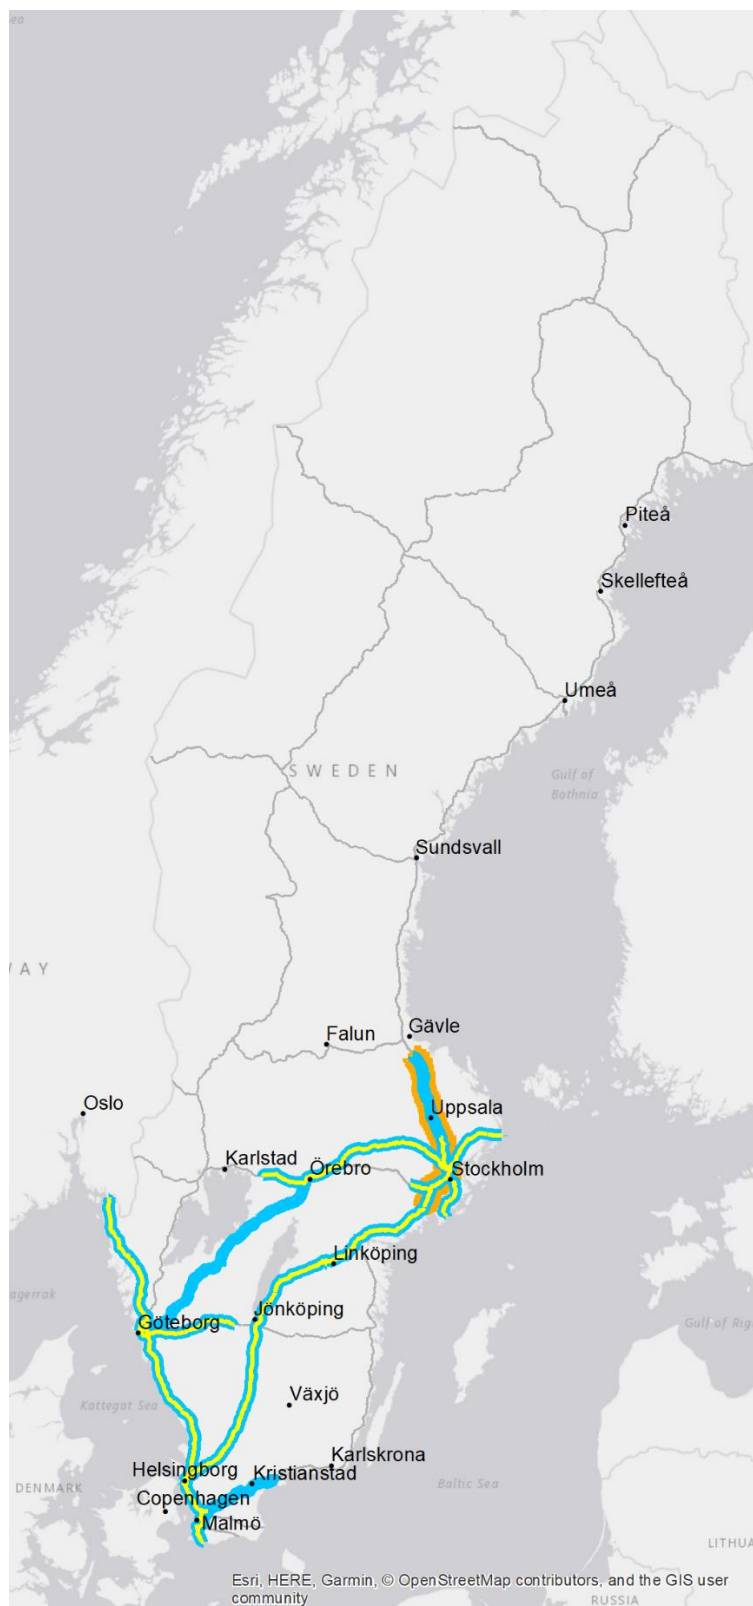 ea
Piteå
Skellefteå
Umeå
SWEDEN
Gulf of
Bothnia
Sundsvall
WAY
Gävle
Falun
Oslo
Uppsala
Karlstad
Örebro
Stockholm
Linköping
agerrak
Jönköping
Göteborg
Gulf of Rig
Växjö
Kattegat Sea
Karlskrona
Helsingborg
Kristianstad
DENMARK
Baltic Sea
Copenhagen
Malmö
LITHUA
Esri, HERE, Garmin, © OpenStreetMap contributors, and the GIS user
community
RUSSIA